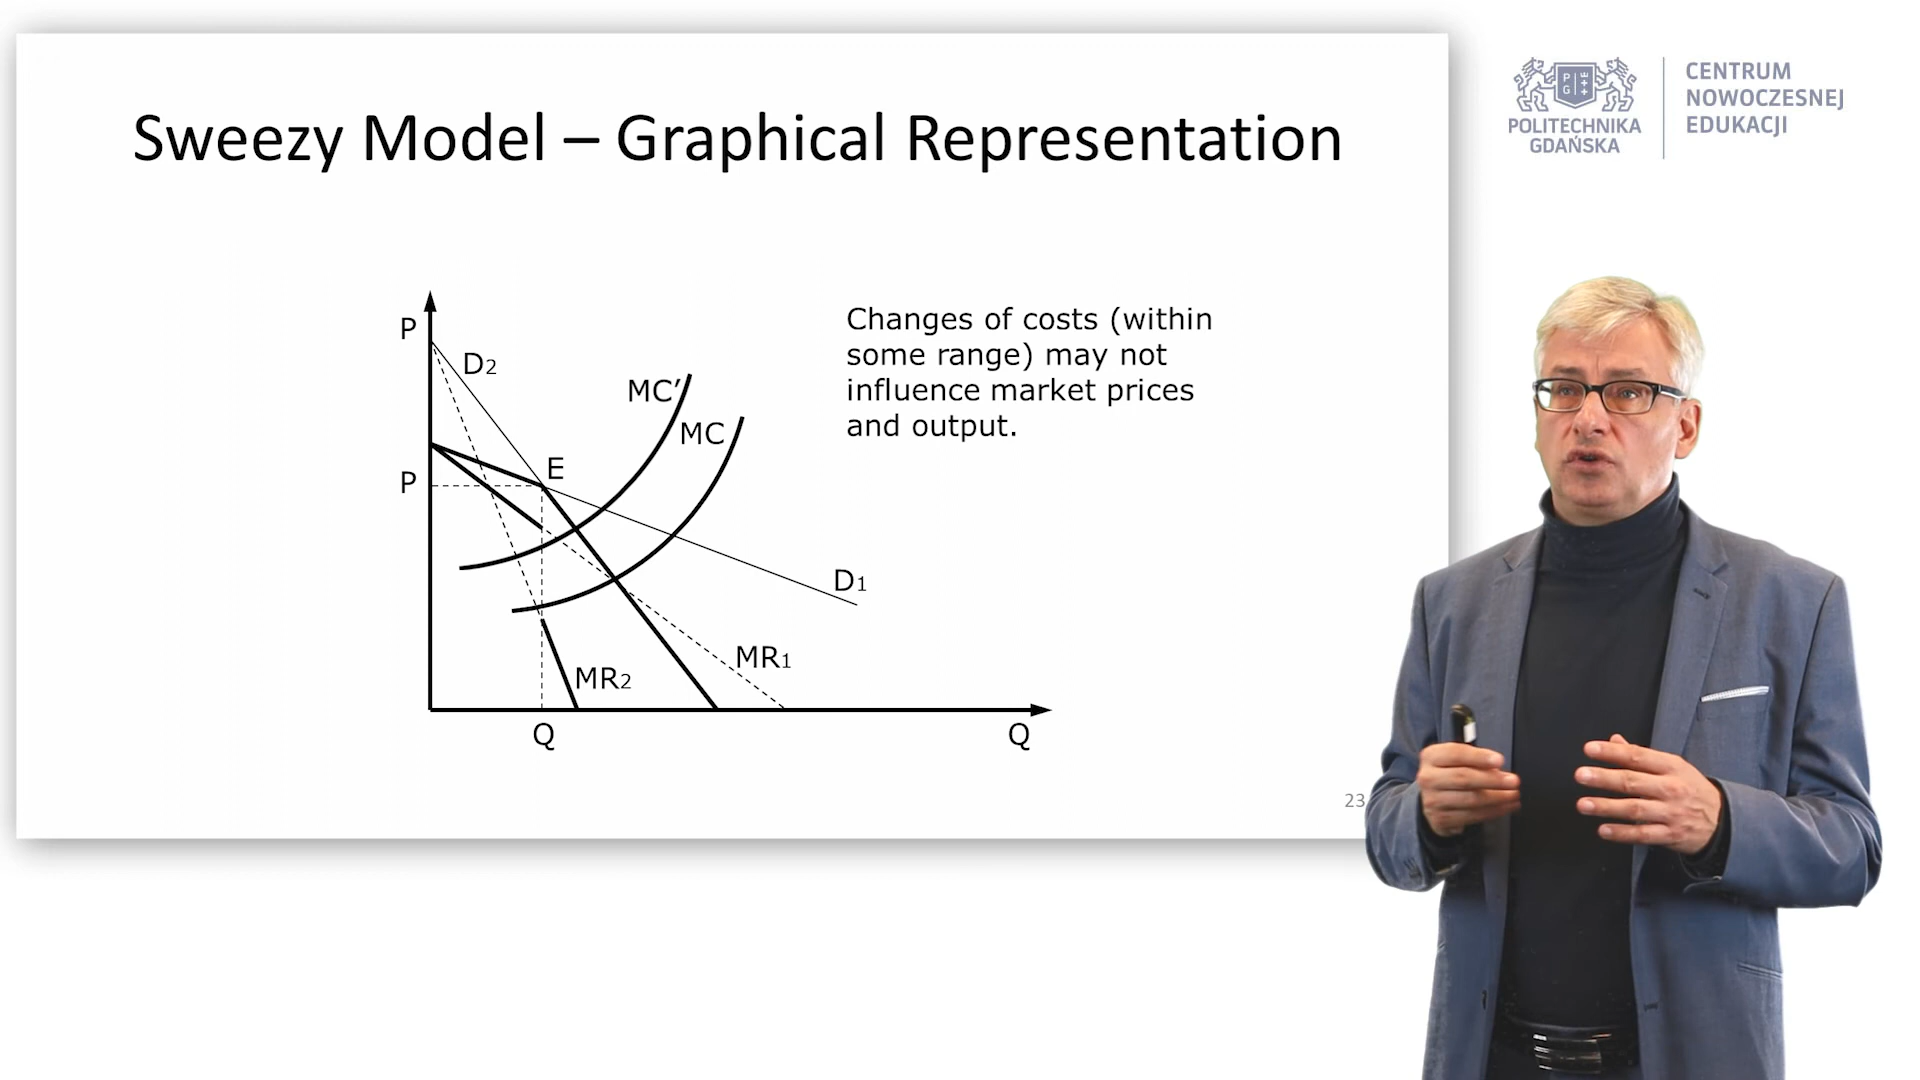 Sweezy Model – Graphical Representation
P
D2
MC’
MC
E
P
D1
MR1
MR2
Q
Q
Changes of costs (within
some range) may not
influence market prices
and output.
23
P
G
POLITECHNIKA
GDAŃSKA
CENTRUM
NOWOCZESNEJ
EDUKACJI